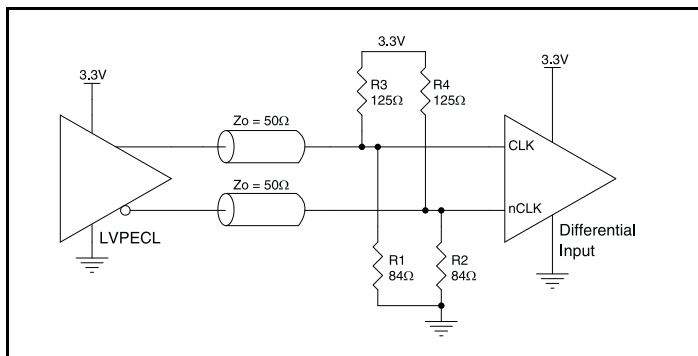 3.3V
3.3V
3.3V
R3
125Ω
R4
125Ω
Zo = 50Ω
CLK
Zo = 50Ω
nCLK
LVPECL
Differential
Input
R1
84Ω
R2
84Ω